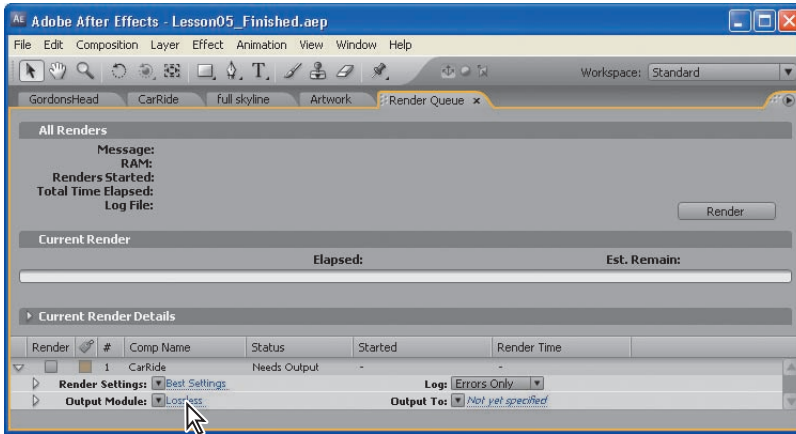 AE Adobe After Effects - Lesson05_Finished.aep
File Edit Composition Layer Effect Animation View Window Help
T Workspace: Standard
GordonsHead CarRide full skyline Artwork Render Queue x
All Renders
Message:
RAM:
Renders Started:
Total Time Elapsed:
Log File:
Render
Current Render
Elapsed: Est. Remain:
Current Render Details
Render # Comp Name Status Started Render Time
1 CarRide Needs Output - -
Render Settings: Best Settings Log: Errors Only
Output Module: Lossless Output To: Not yet specified